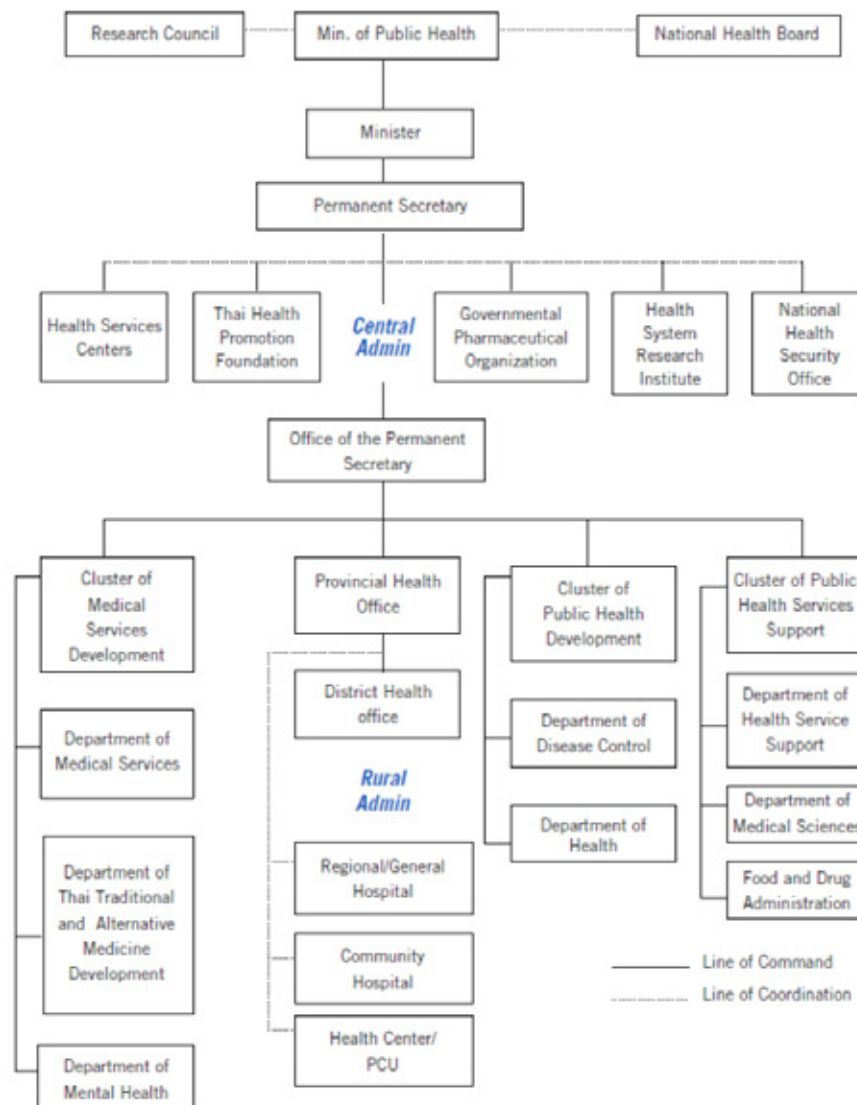 Research Council
Min. of Public Health
National Health Board
Minister
Permanent Secretary
Health Services
Centers
Thai Health
Promotion
Foundation
Central
Admin
Governmental
Pharmaceutical
Organization
Health
System
Research
Institute
National
Health
Security
Office
Office of the Permanent
Secretary
Cluster of
Medical
Services
Development
Department of
Medical Services
Department of
Thai Traditional
and Alternative
Medicine
Development
Department of
Mental Health
Provincial Health
Office
District Health
office
Rural
Admin
Regional/General
Hospital
Community
Hospital
Health Center/
PCU
Cluster of
Public Health
Development
Department of
Disease Control
Department of
Health
Cluster of Public
Health Services
Support
Department of
Health Service
Support
Department of
Medical Sciences
Food and Drug
Administration
Line of Command
Line of Coordination